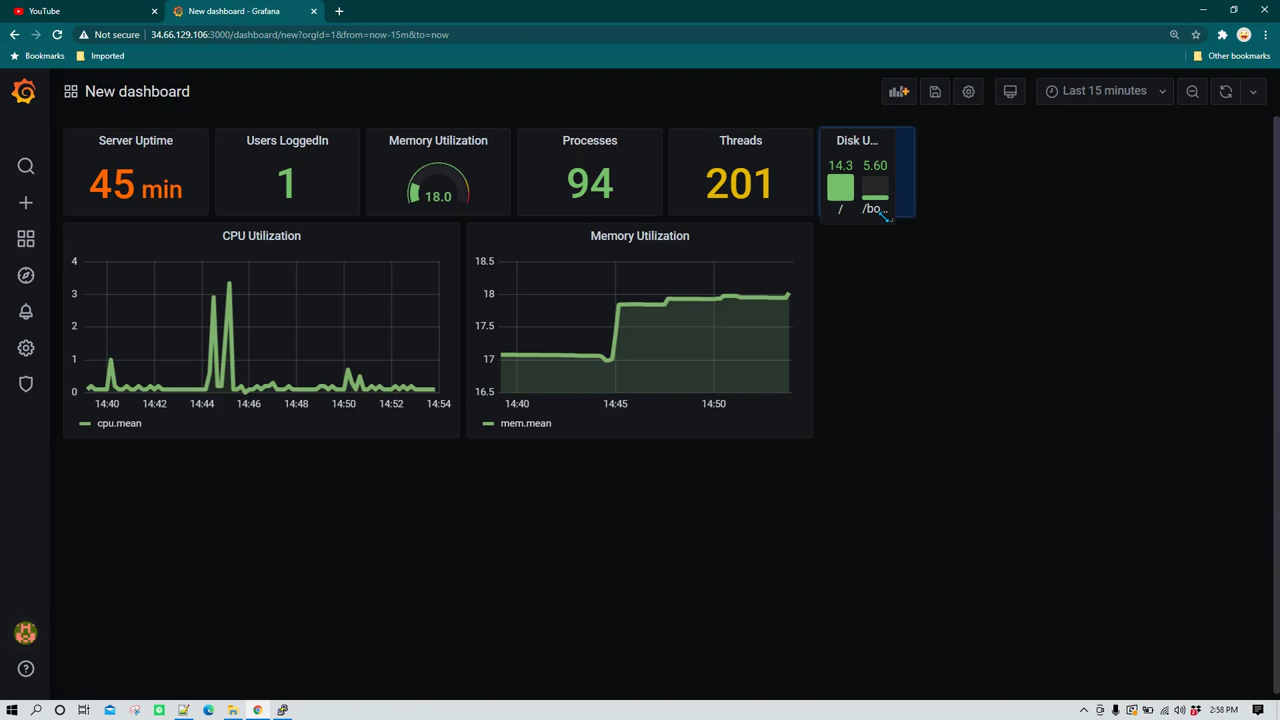 YouTube
New dashboard - Grafana
Not secure
34.66.129.106:3000/dashboard/new?orgId=1&from=now-15m&to=now
Bookmarks
Imported
Other bookmarks
New dashboard
Last 15 minutes
Server Uptime
45 min
Users LoggedIn
1
Memory Utilization
18.0
Processes
94
Threads
201
Disk U...
14.3
5.60
/
/bo...
CPU Utilization
4
3
2
1
0
14:40
14:42
14:44
14:46
14:48
14:50
14:52
14:54
cpu.mean
Memory Utilization
18.5
18
17.5
17
16.5
14:40
14:45
14:50
mem.mean
2:58 PM